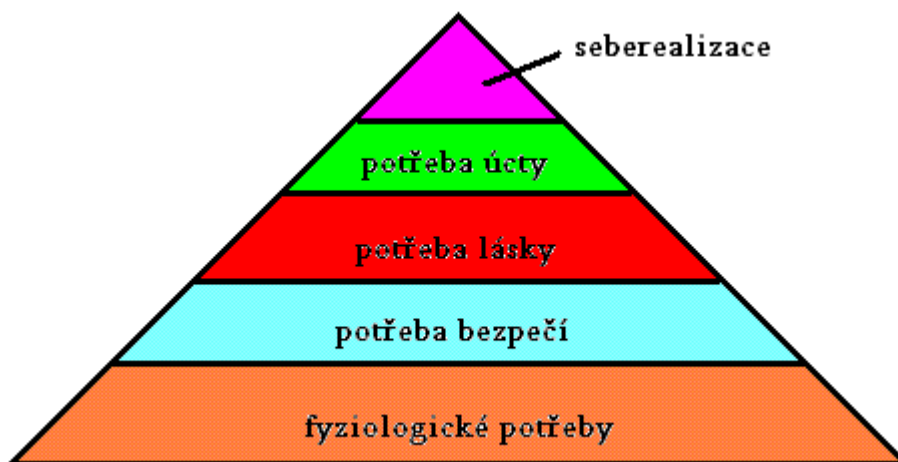 seberealizace
potřeba úcty
potřeba lásky
potřeba bezpečí
fyziologické potřeby